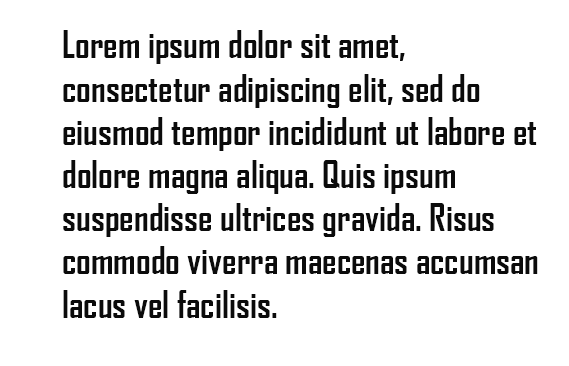 Lorem ipsum dolor sit amet,
consectetur adipiscing elit, sed do
eiusmod tempor incididunt ut labore et
dolore magna aliqua. Quis ipsum
suspendisse ultrices gravida. Risus
commodo viverra maecenas accumsan
lacus vel facilisis.